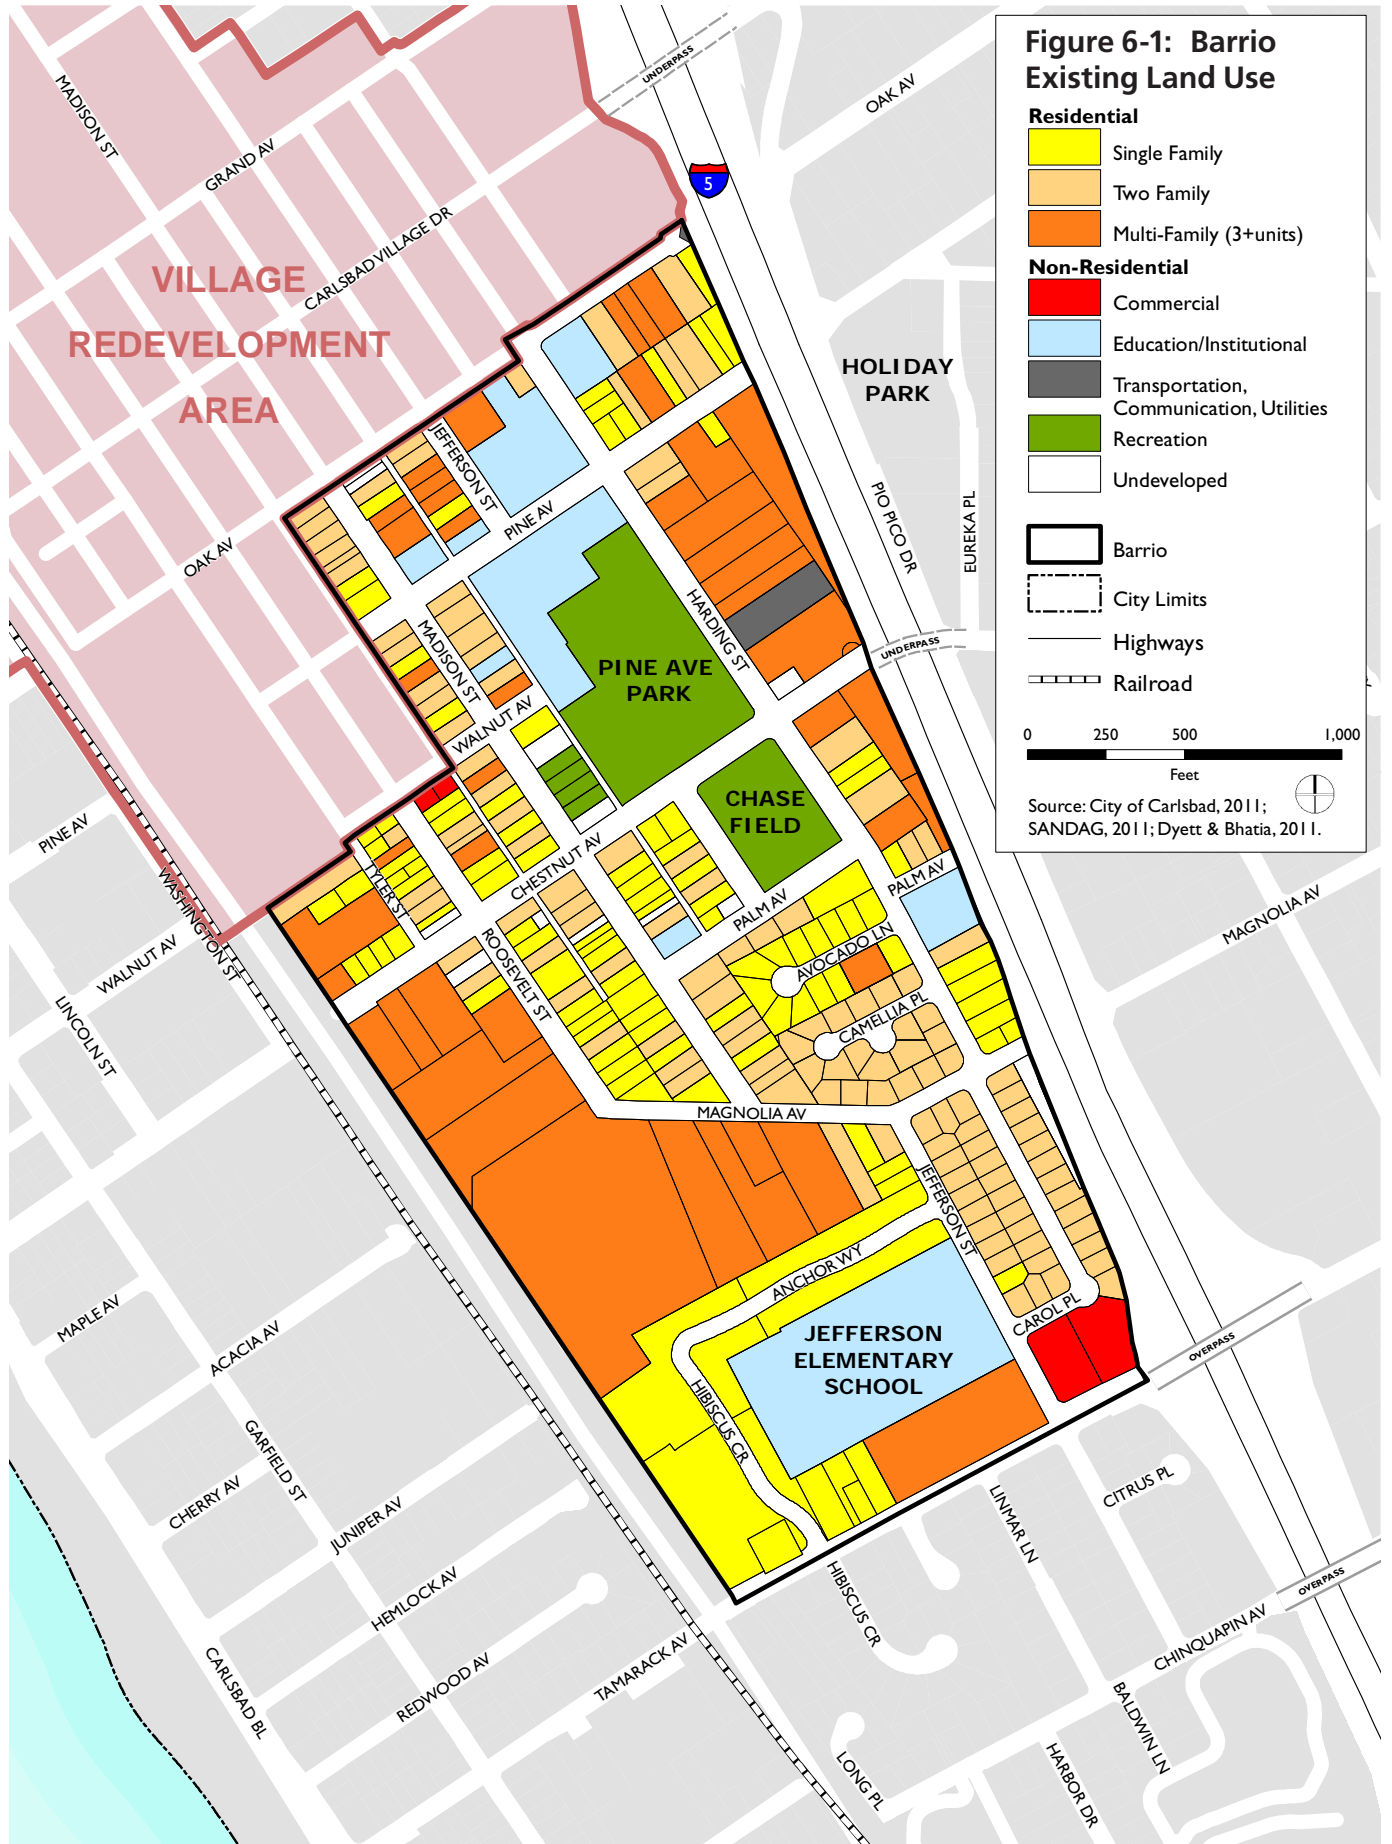 Figure 6-1: Barrio
Existing Land Use
Residential
Single Family
Two Family
Multi-Family (3+units)
Non-Residential
Commercial
Education/Institutional
Transportation,
Communication, Utilities
Recreation
Undeveloped
Barrio
City Limits
Highways
Railroad
0 250 500 1,000
Feet
Source: City of Carlsbad, 2011;
SANDAG, 2011; Dyett & Bhatia, 2011.
UNDERPASS
MADISON ST
OAK AV
GRAND AV
5
CARLSBAD VILLAGE DR
VILLAGE
REDEVELOPMENT
AREA
HOLIDAY
PARK
JEFFERSON ST
PINE AV
OAK AV
PIO PICO DR
EUREKA PL
HARDING ST
MADISON ST
UNDERPASS
PINE AVE
PARK
WALNUT AV
CHASE
FIELD
PINE AV
CHESTNUT AV
TYLER ST
PALM AV
PALM AV
WASHINGTON ST
WALNUT AV
ROOSEVELT ST
AVOCADO LN
MAGNOLIA AV
CAMELLIA PL
LINCOLN ST
MAGNOLIA AV
JEFFERSON ST
ANCHOR WY
MAPLE AV
ACACIA AV
CAROL PL
JEFFERSON
ELEMENTARY
SCHOOL
OVERPASS
HIBISCUS CR
GARFIELD ST
CHERRY AV
JUNIPER AV
CITRUS PL
LINMAR LN
HEMLOCK AV
HIBISCUS CR
OVERPASS
CHINQUAPIN AV
CARLSBAD BL
REDWOOD AV
TAMARACK AV
BALDWIN LN
LONG PL
HARBOR DR